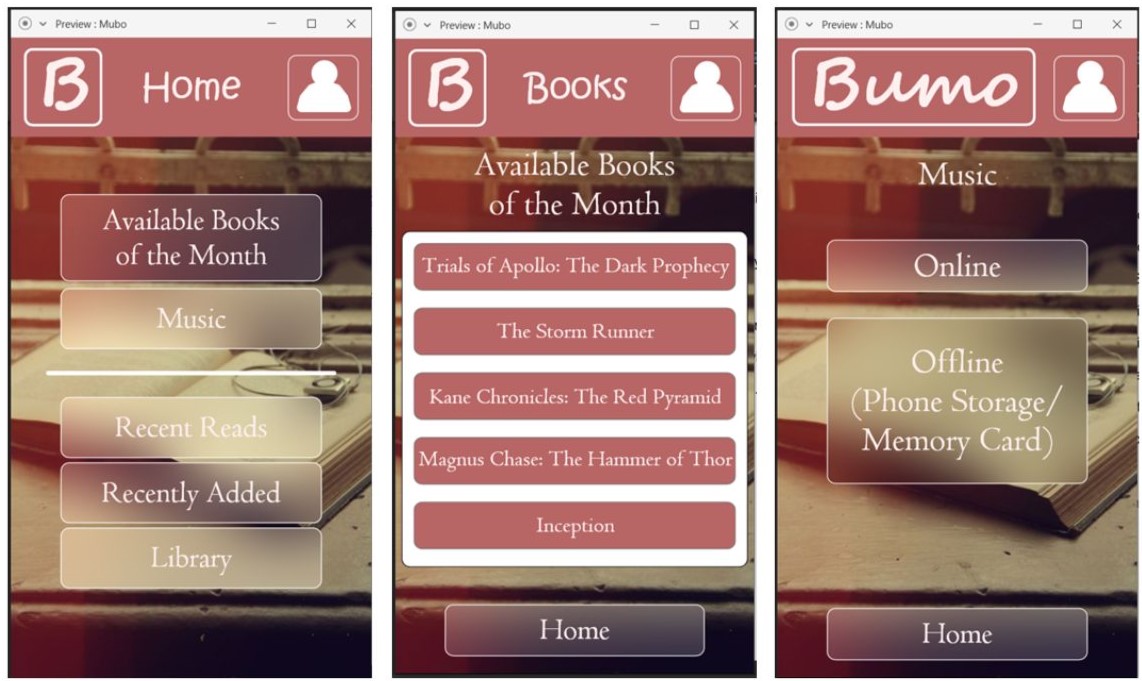 Preview : Mubo
B Home
Available Books
of the Month
Music
Recent Reads
Recently Added
Library
Preview : Mubo
B Books
Available Books
of the Month
Trials of Apollo: The Dark Prophecy
The Storm Runner
Kane Chronicles: The Red Pyramid
Magnus Chase: The Hammer of Thor
Inception
Home
Preview : Mubo
Bumo
Music
Online
Offline
(Phone Storage/
Memory Card)
Home